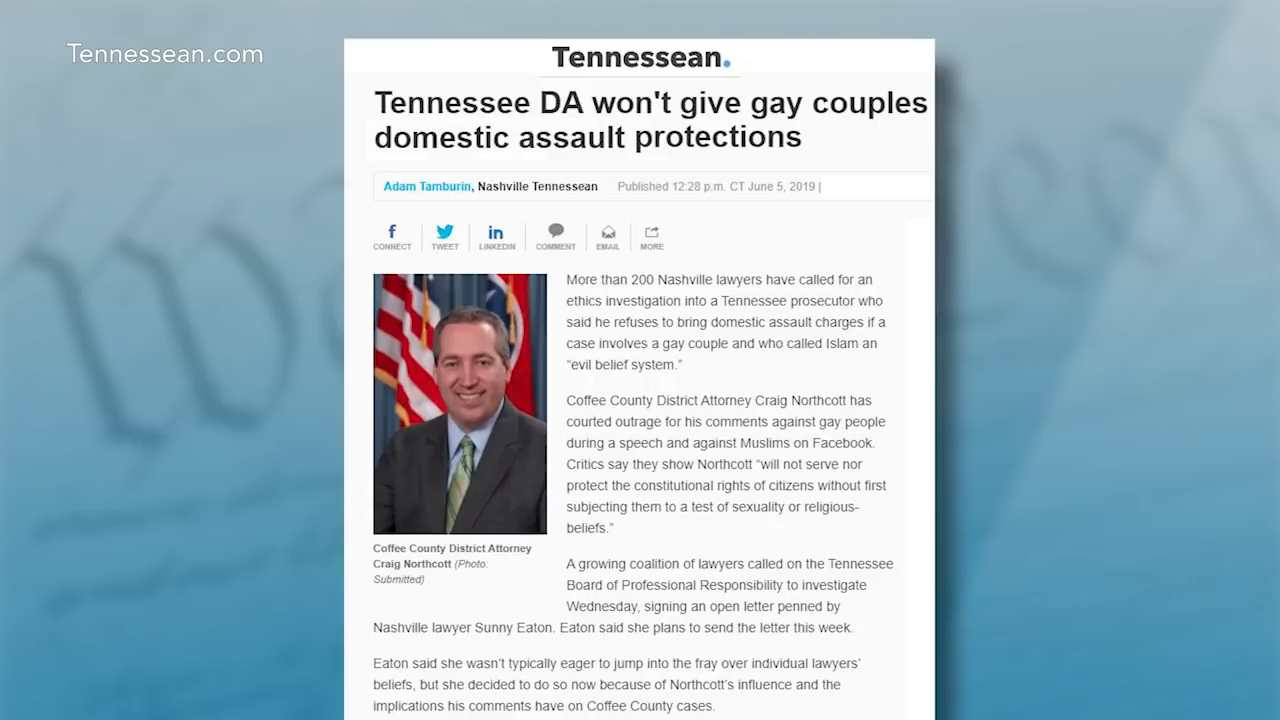 Tennessean.com
Tennessean.
Tennessee DA won't give gay couples
domestic assault protections
Adam Tamburin, Nashville Tennessean Published 12:28 p.m. CT June 5, 2019 |
CONNECT TWEET LINKEDIN COMMENT EMAIL MORE
More than 200 Nashville lawyers have called for an
ethics investigation into a Tennessee prosecutor who
said he refuses to bring domestic assault charges if a
case involves a gay couple and who called Islam an
“evil belief system.”
Coffee County District Attorney Craig Northcott has
courted outrage for his comments against gay people
during a speech and against Muslims on Facebook.
Critics say they show Northcott “will not serve nor
protect the constitutional rights of citizens without first
subjecting them to a test of sexuality or religious-
beliefs.”
Coffee County District Attorney
Craig Northcott (Photo:
Submitted)
A growing coalition of lawyers called on the Tennessee
Board of Professional Responsibility to investigate
Wednesday, signing an open letter penned by
Nashville lawyer Sunny Eaton. Eaton said she plans to send the letter this week.
Eaton said she wasn’t typically eager to jump into the fray over individual lawyers’
beliefs, but she decided to do so now because of Northcott’s influence and the
implications his comments have on Coffee County cases.